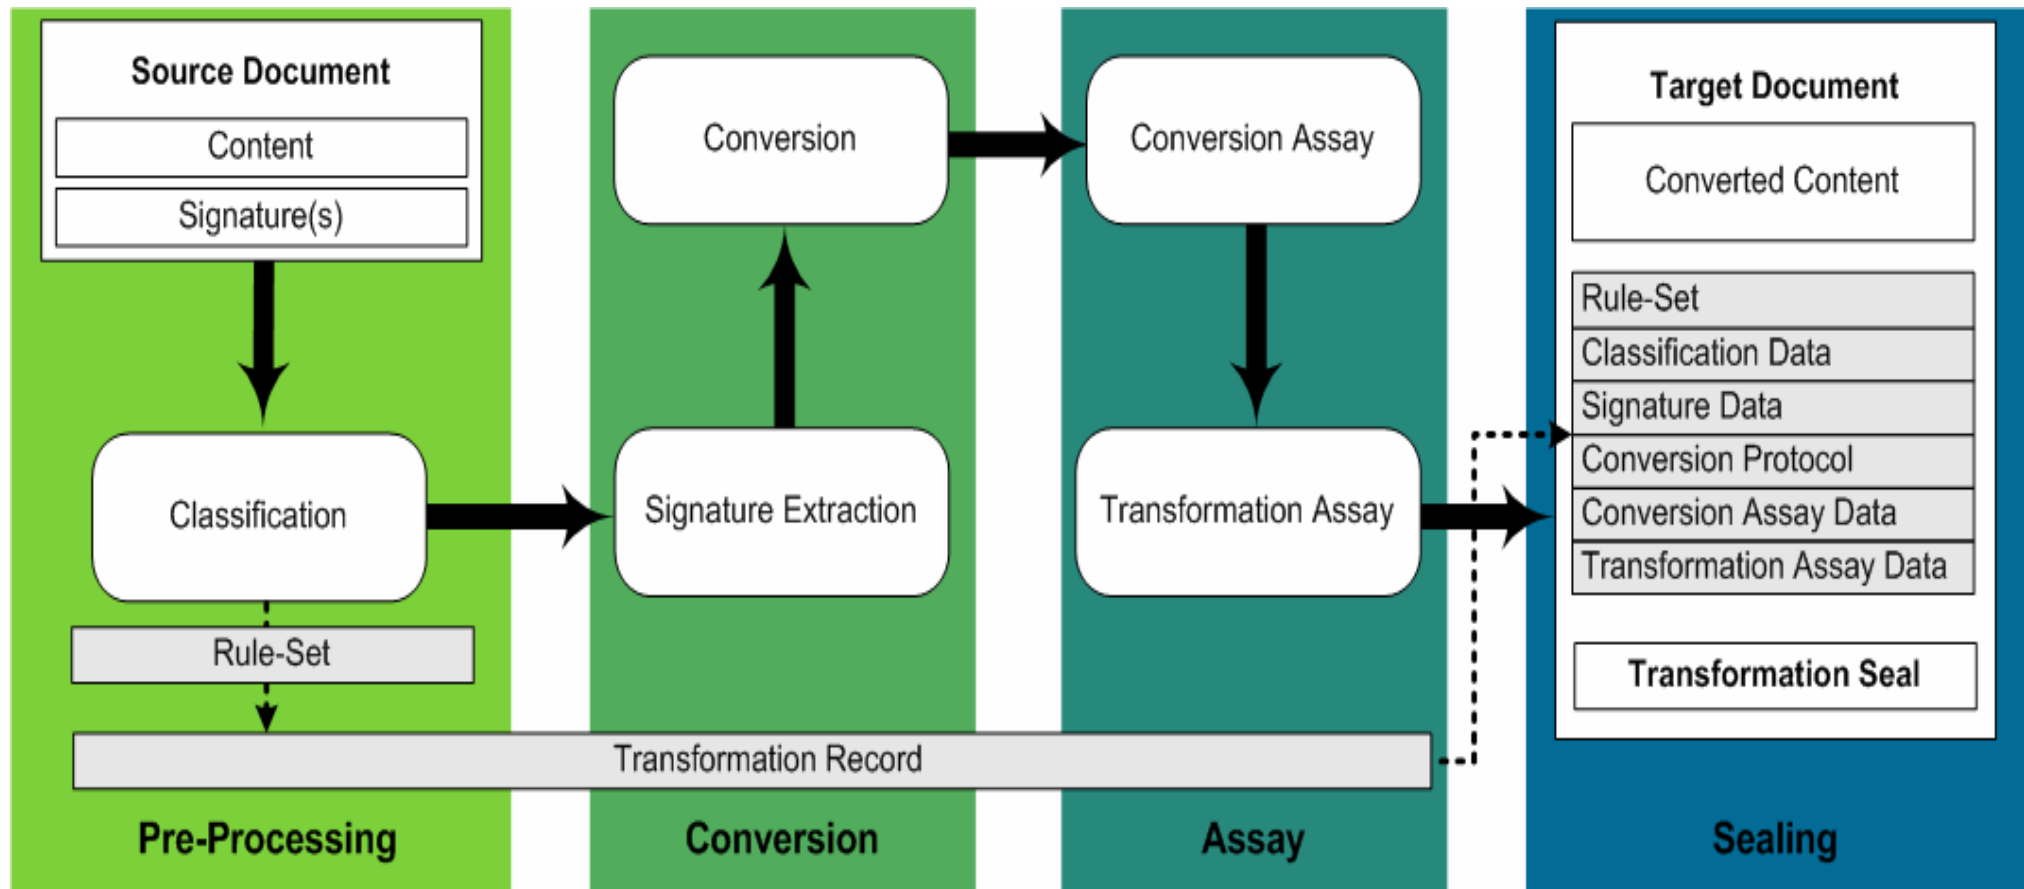 Source Document
Content
Signature(s)
Classification
Rule-Set
Transformation Record
Pre-Processing
Conversion
Signature Extraction
Conversion
Conversion Assay
Transformation Assay
Assay
Target Document
Converted Content
Rule-Set
Classification Data
Signature Data
Conversion Protocol
Conversion Assay Data
Transformation Assay Data
Transformation Seal
Sealing